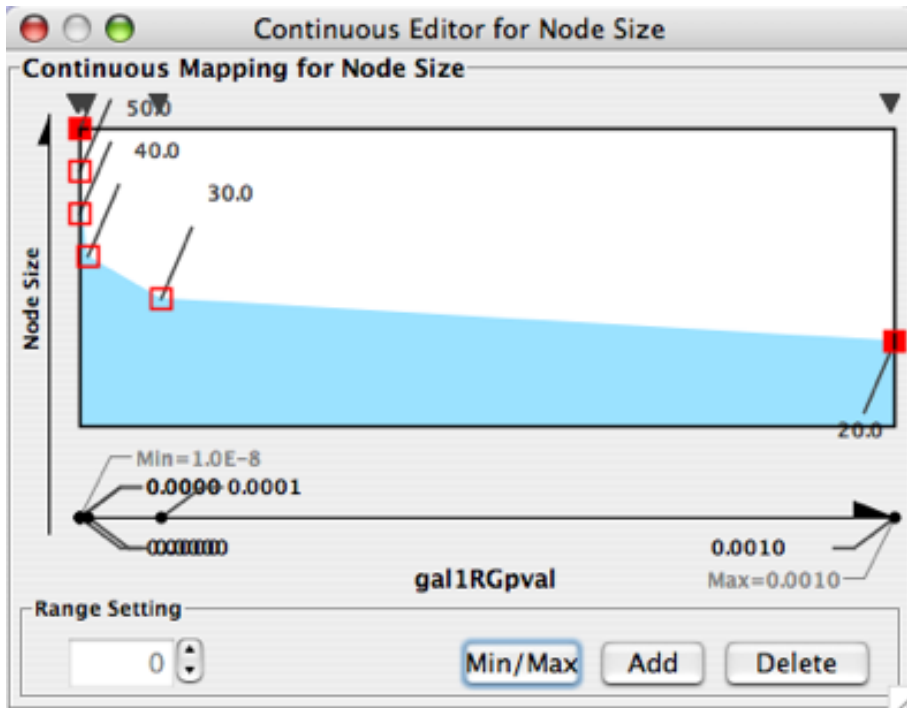 Continuous Editor for Node Size
Continuous Mapping for Node Size
50.0
40.0
30.0
Node Size
20.0
Min=1.0E-8
0.0000 0.0001
0.0010
gal1RGpval
Max=0.0010
Range Setting
0
Min/Max
Add
Delete